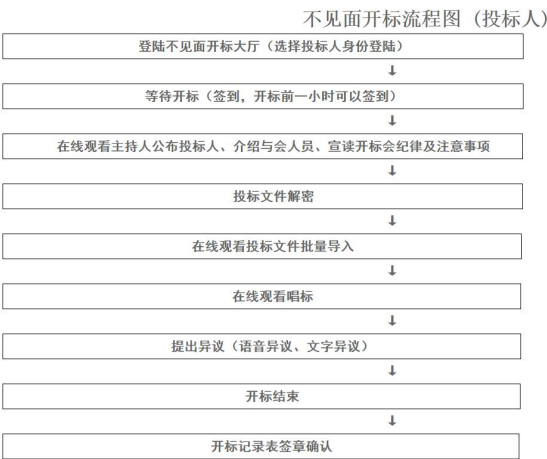 不见面开标流程图（投标人）
登陆不见面开标大厅（选择投标人身份登陆）
等待开标（签到，开标前一小时可以签到）
在线观看主持人公布投标人、介绍与会人员、宣读开标会纪律及注意事项
投标文件解密
在线观看投标文件批量导入
在线观看唱标
提出异议（语音异议、文字异议）
开标结束
开标记录表签章确认